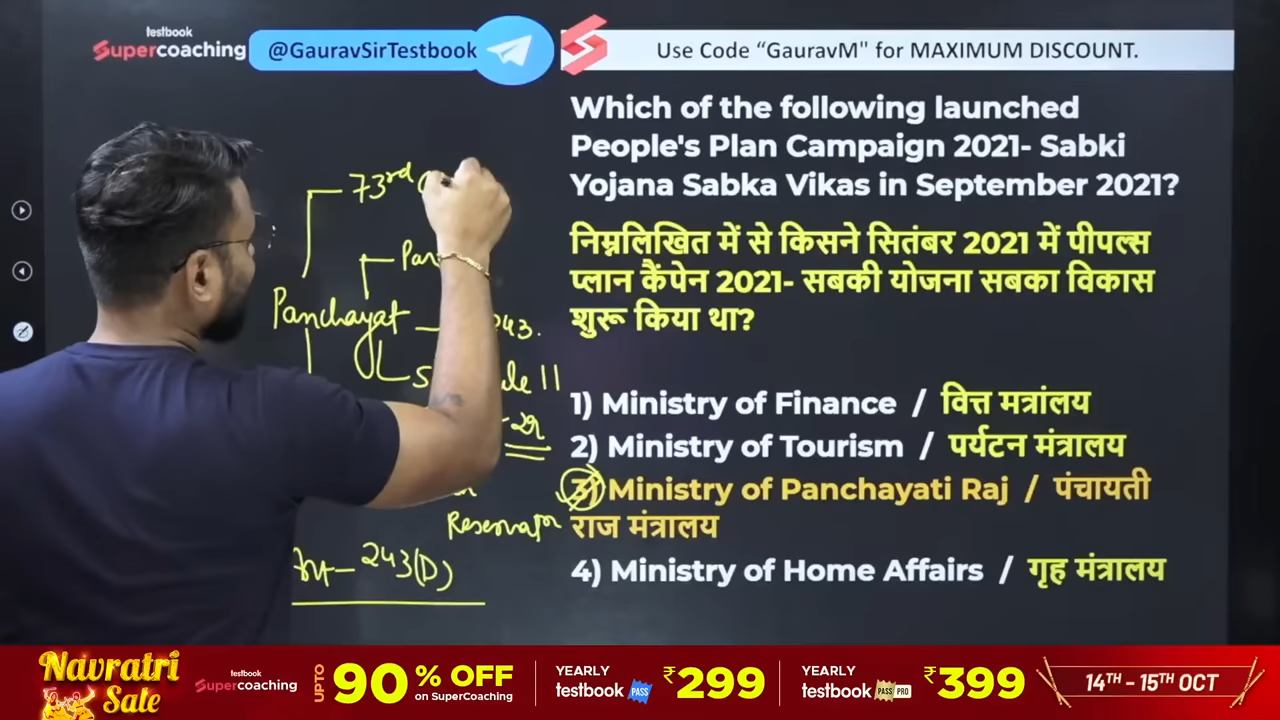 testbook
Supercoaching
@GauravSirTestbook
Use Code “GauravM" for MAXIMUM DISCOUNT.
Which of the following launched
People's Plan Campaign 2021- Sabki
Yojana Sabka Vikas in September 2021?
निम्नलिखित में से किसने सितंबर 2021 में पीपल्स
प्लान कैंपेन 2021- सबकी योजना सबका विकास
शुरू किया था?
1) Ministry of Finance / वित्त मत्रांलय
2) Ministry of Tourism / पर्यटन मंत्रालय
3) Ministry of Panchayati Raj / पंचायती
राज मंत्रालय
4) Ministry of Home Affairs / गृह मंत्रालय
73rd
Pan
Panchayat
243.
11
29
243(D)
Navratri
Sale
testbook
Supercoaching
UPTO
90% OFF
on SuperCoaching
YEARLY
testbook PASS
₹299
YEARLY
testbook PASS PRO
₹399
14TH - 15TH OCT